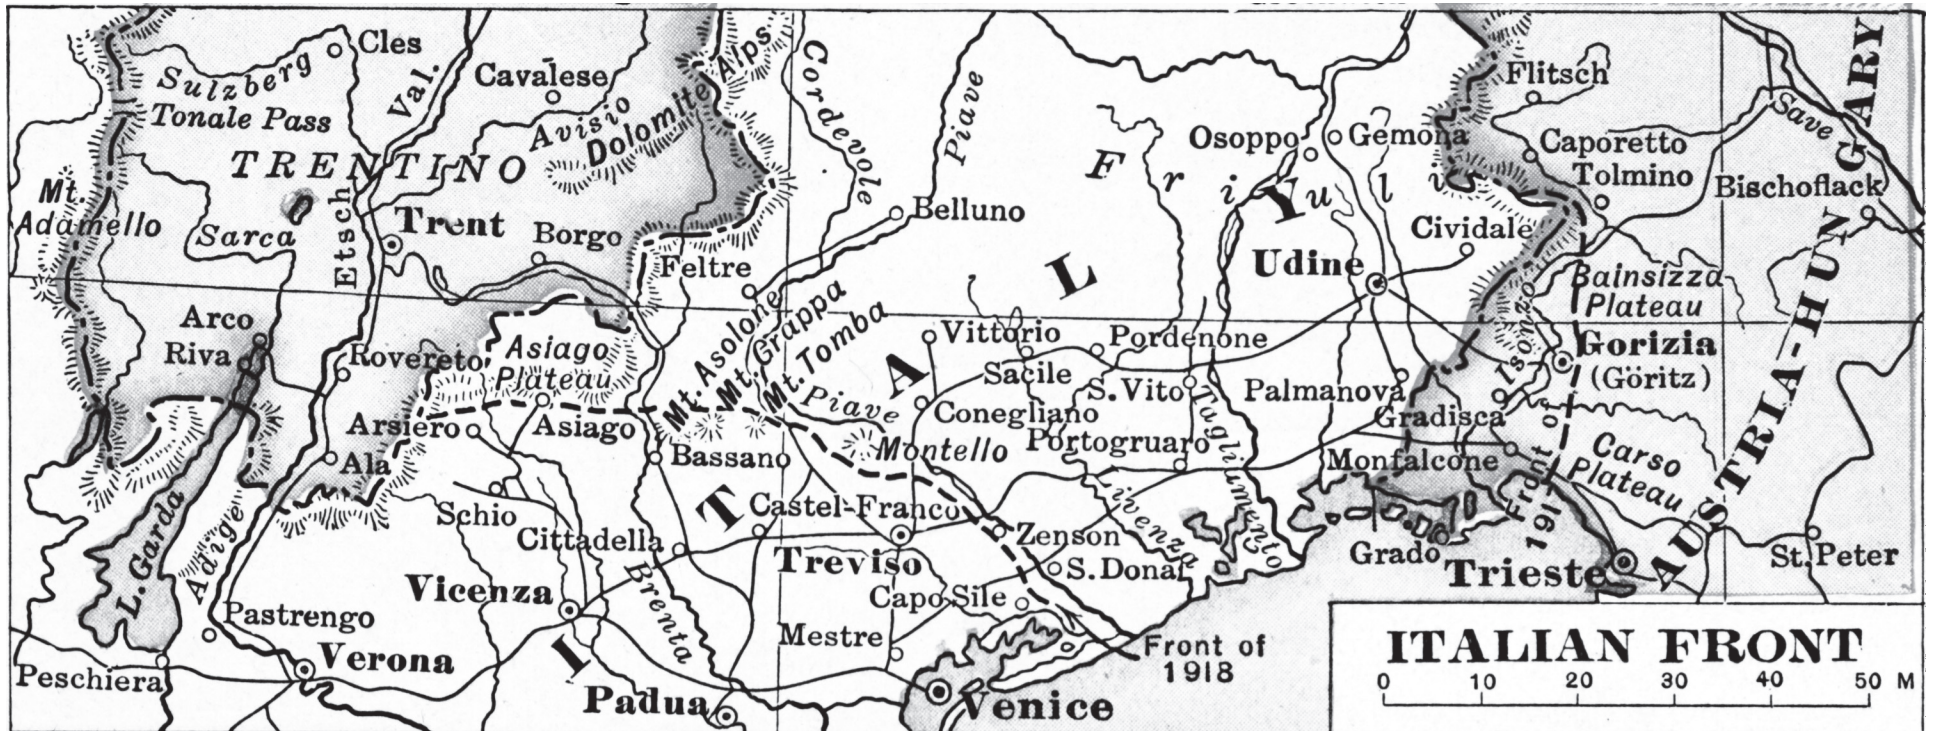 Cles
Sulzberg
Tonale Pass
Val.
Cavalese
Avisio
Dolomite
Alps
Cordevole
Piave
TRENTINO
Mt.
Adamello
Sarca
Etsch
Trent
Borgo
Feltre
Belluno
Friuli
Osoppo
Gemona
Flitsch
Caporetto
Tolmino
Save
Bischoflack
Cividale
Udine
ITALY
AUSTRIA-HUNGARY
Bainsizza
Plateau
Isonzo
Gorizia
(Göritz)
Arco
Riva
Rovereto
Asiago
Plateau
Mt. Asolone
Mt. Grappa
Mt. Tomba
Piave
Vittorio
Sacile
Pordenone
S. Vito
Tagliamento
Palmanova
Gradisca
Conegliano
Portogruaro
Montello
Arsiero
Asiago
Ala
Bassano
Monfalcone
Carso
Plateau
Front of
1917
Schio
Castel-Franco
Cittadella
Treviso
Zenson
S. Dona
Livenza
Grado
Trieste
St. Peter
L. Garda
Adige
Vicenza
Brenta
Capo Sile
Mestre
Pastrengo
Verona
Peschiera
Padua
Venice
Front of
1918
ITALIAN FRONT
0 10 20 30 40 50 M